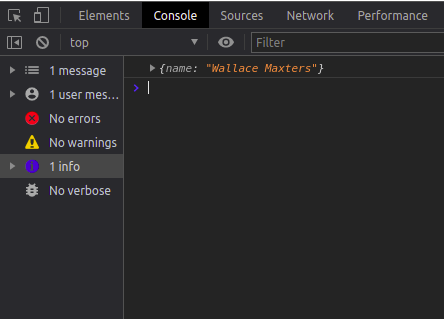 Elements Console Sources Network Performance
top Filter
1 message
{name: "Wallace Maxters"}
1 user mes…
No errors
No warnings
1 info
No verbose